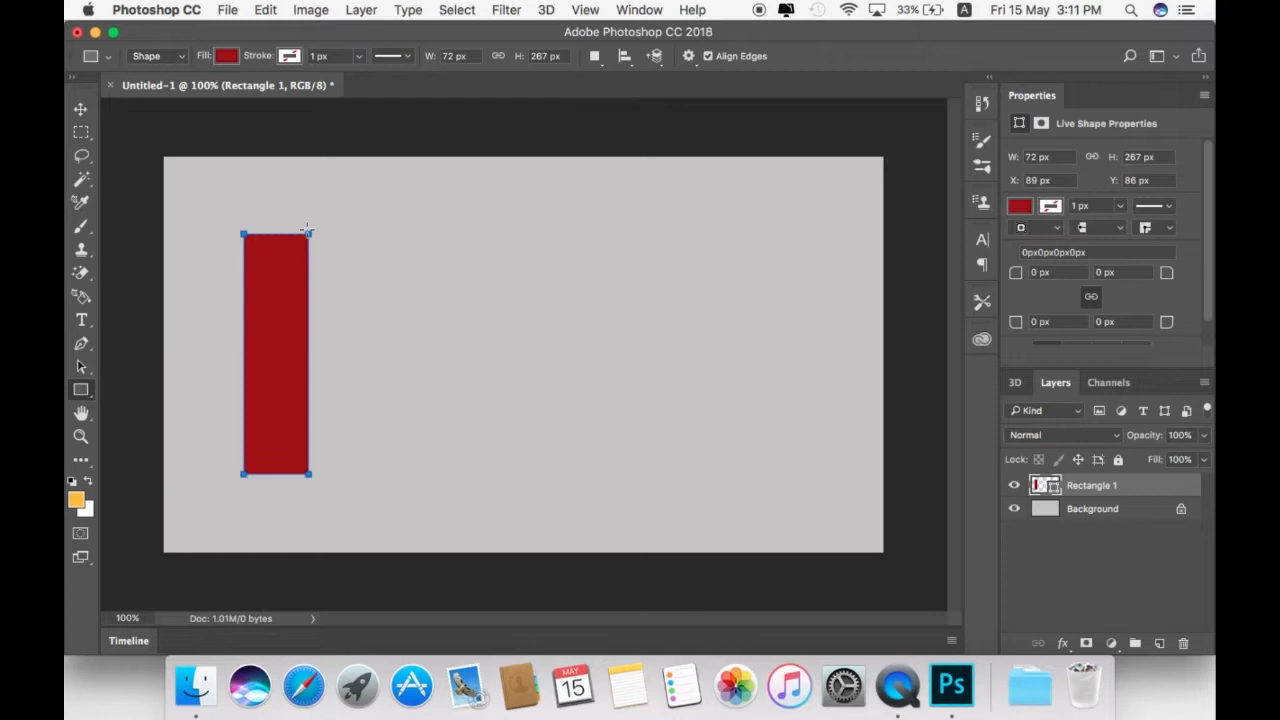 Photoshop CC File Edit Image Layer Type Select Filter 3D View Window Help 33% A Fri 15 May 3:11 PM
Adobe Photoshop CC 2018
Shape Fill: Stroke: 1 px W: 72 px H: 267 px Align Edges
Untitled-1 @ 100% (Rectangle 1, RGB/8) *
Properties
Live Shape Properties
W: 72 px H: 267 px
X: 89 px Y: 86 px
1 px
0px0px0px0px
0 px 0 px
0 px 0 px
3D Layers Channels
Kind
Normal Opacity: 100%
Lock: Fill: 100%
Rectangle 1
Background
fx
100% Doc: 1.01M/0 bytes
Timeline
MAY
15
Ps